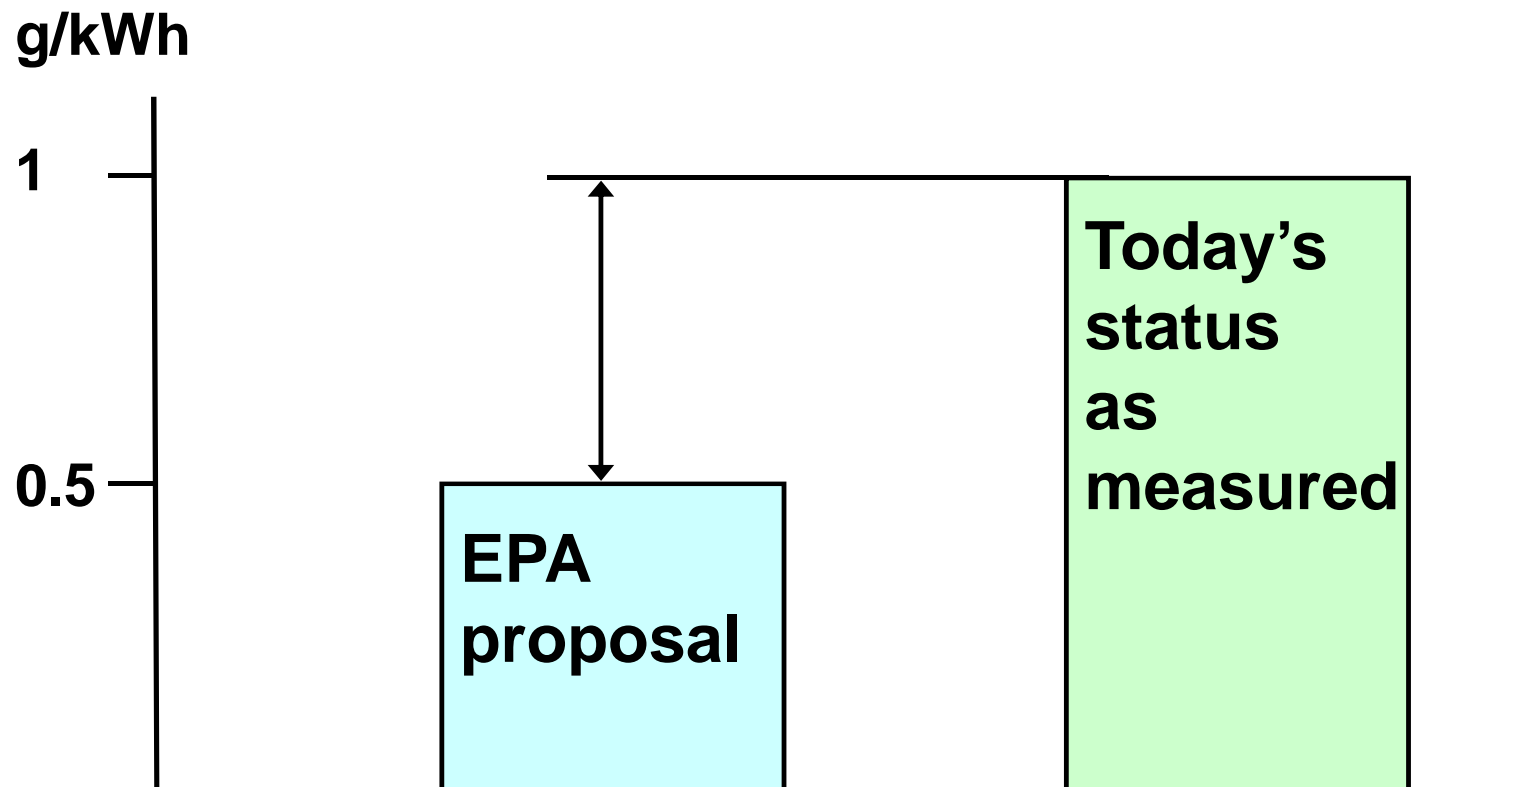 g/kWh
1
0.5
EPA
proposal
Today’s
status
as
measured